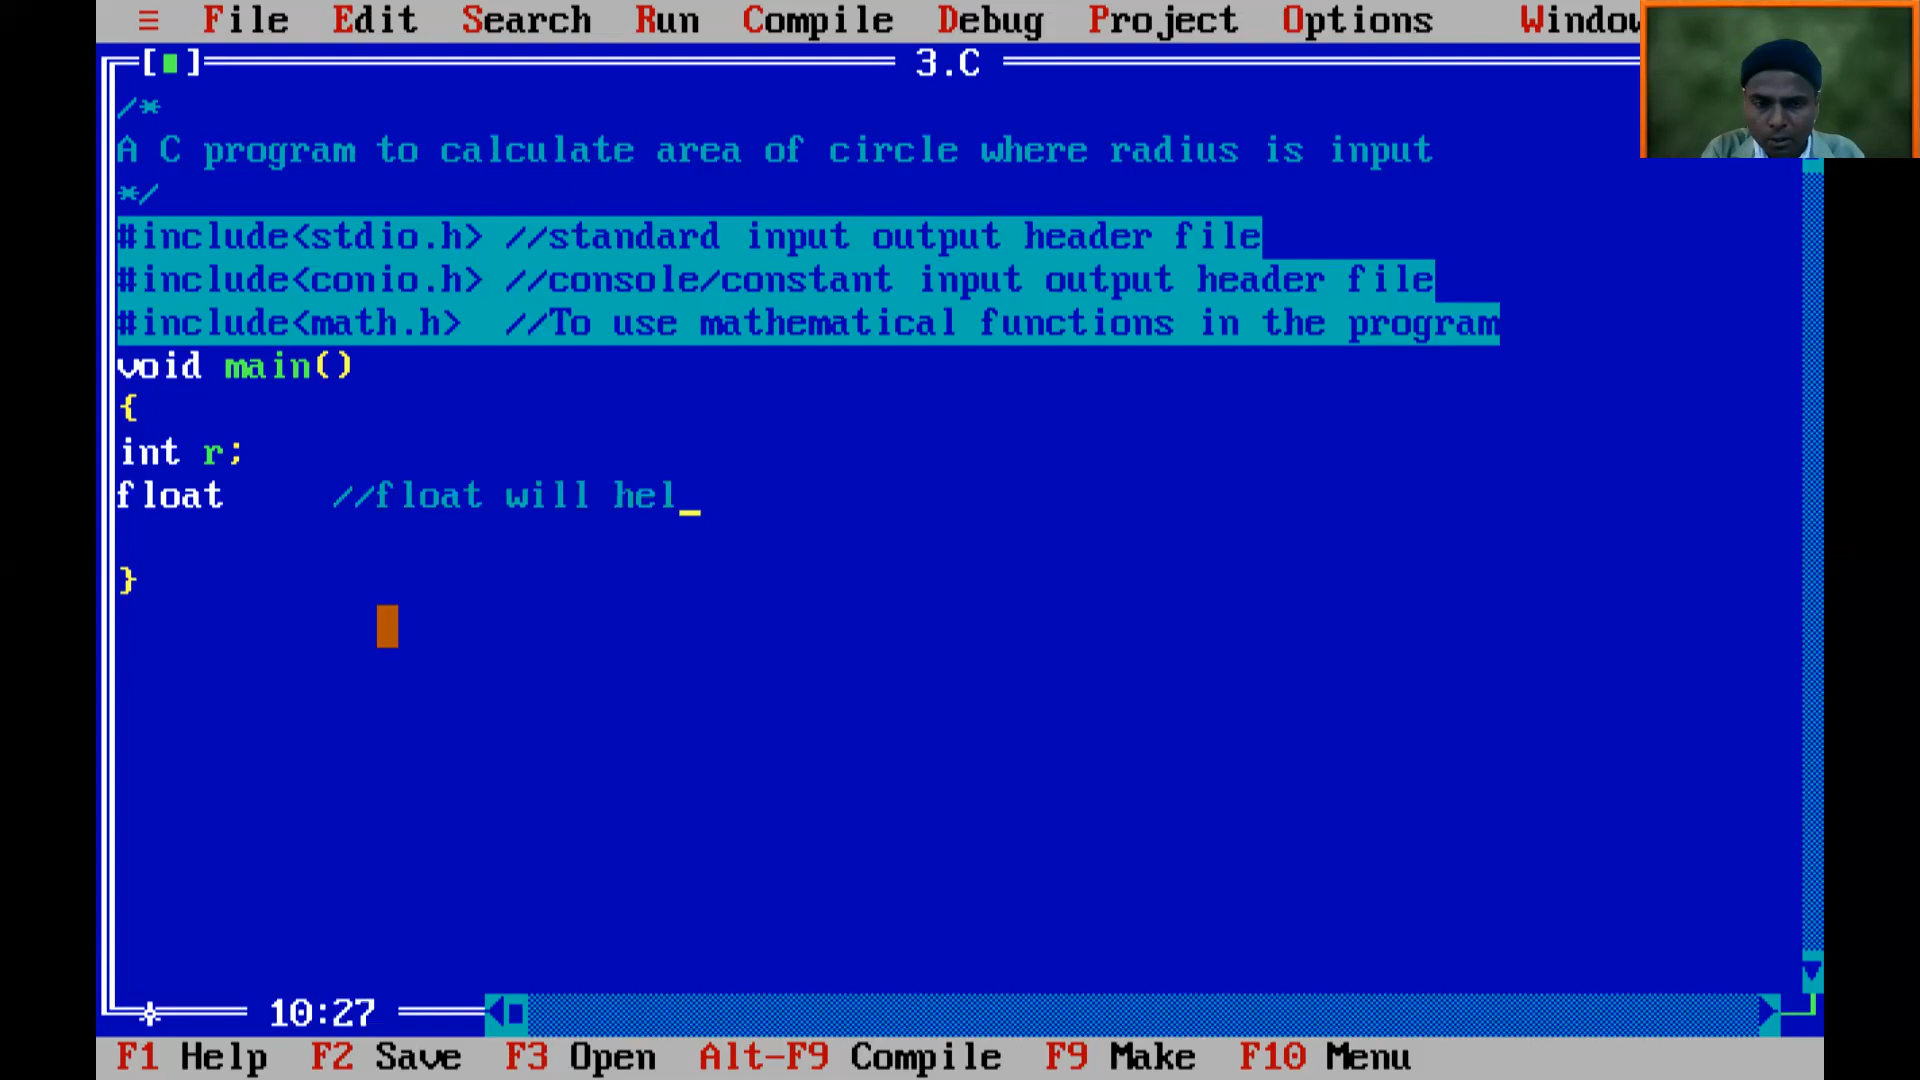 ≡ File Edit Search Run Compile Debug Project Options Window
[■] 3.C
/*
A C program to calculate area of circle where radius is input
*/
#include<stdio.h> //standard input output header file
#include<conio.h> //console/constant input output header file
#include<math.h> //To use mathematical functions in the program
void main()
{
int r;
float //float will hel_
}
10:27
F1 Help F2 Save F3 Open Alt-F9 Compile F9 Make F10 Menu